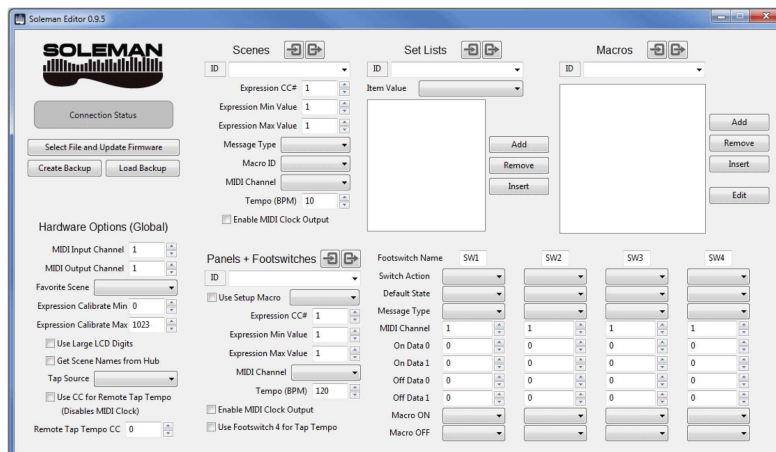 Soleman Editor 0.9.5
SOLEMAN
Connection Status
Select File and Update Firmware
Create Backup Load Backup
Hardware Options (Global)
MIDI Input Channel 1
MIDI Output Channel 1
Favorite Scene
Expression Calibrate Min 0
Expression Calibrate Max 1023
Use Large LCD Digits
Get Scene Names from Hub
Tap Source
Use CC for Remote Tap Tempo
(Disables MIDI Clock)
Remote Tap Tempo CC 0
Scenes
ID
Expression CC# 1
Expression Min Value 1
Expression Max Value 1
Message Type
Macro ID
MIDI Channel
Tempo (BPM) 10
Enable MIDI Clock Output
Set Lists
ID
Item Value
Add
Remove
Insert
Macros
ID
Add
Remove
Insert
Edit
Panels + Footswitches
ID
Use Setup Macro
Expression CC# 1
Expression Min Value 1
Expression Max Value 1
MIDI Channel
Tempo (BPM) 120
Enable MIDI Clock Output
Use Footswitch 4 for Tap Tempo
Footswitch Name SW1 SW2 SW3 SW4
Switch Action
Default State
Message Type
MIDI Channel 1 1 1 1
On Data 0 0 0 0 0
On Data 1 0 0 0 0
Off Data 0 0 0 0 0
Off Data 1 0 0 0 0
Macro ON
Macro OFF